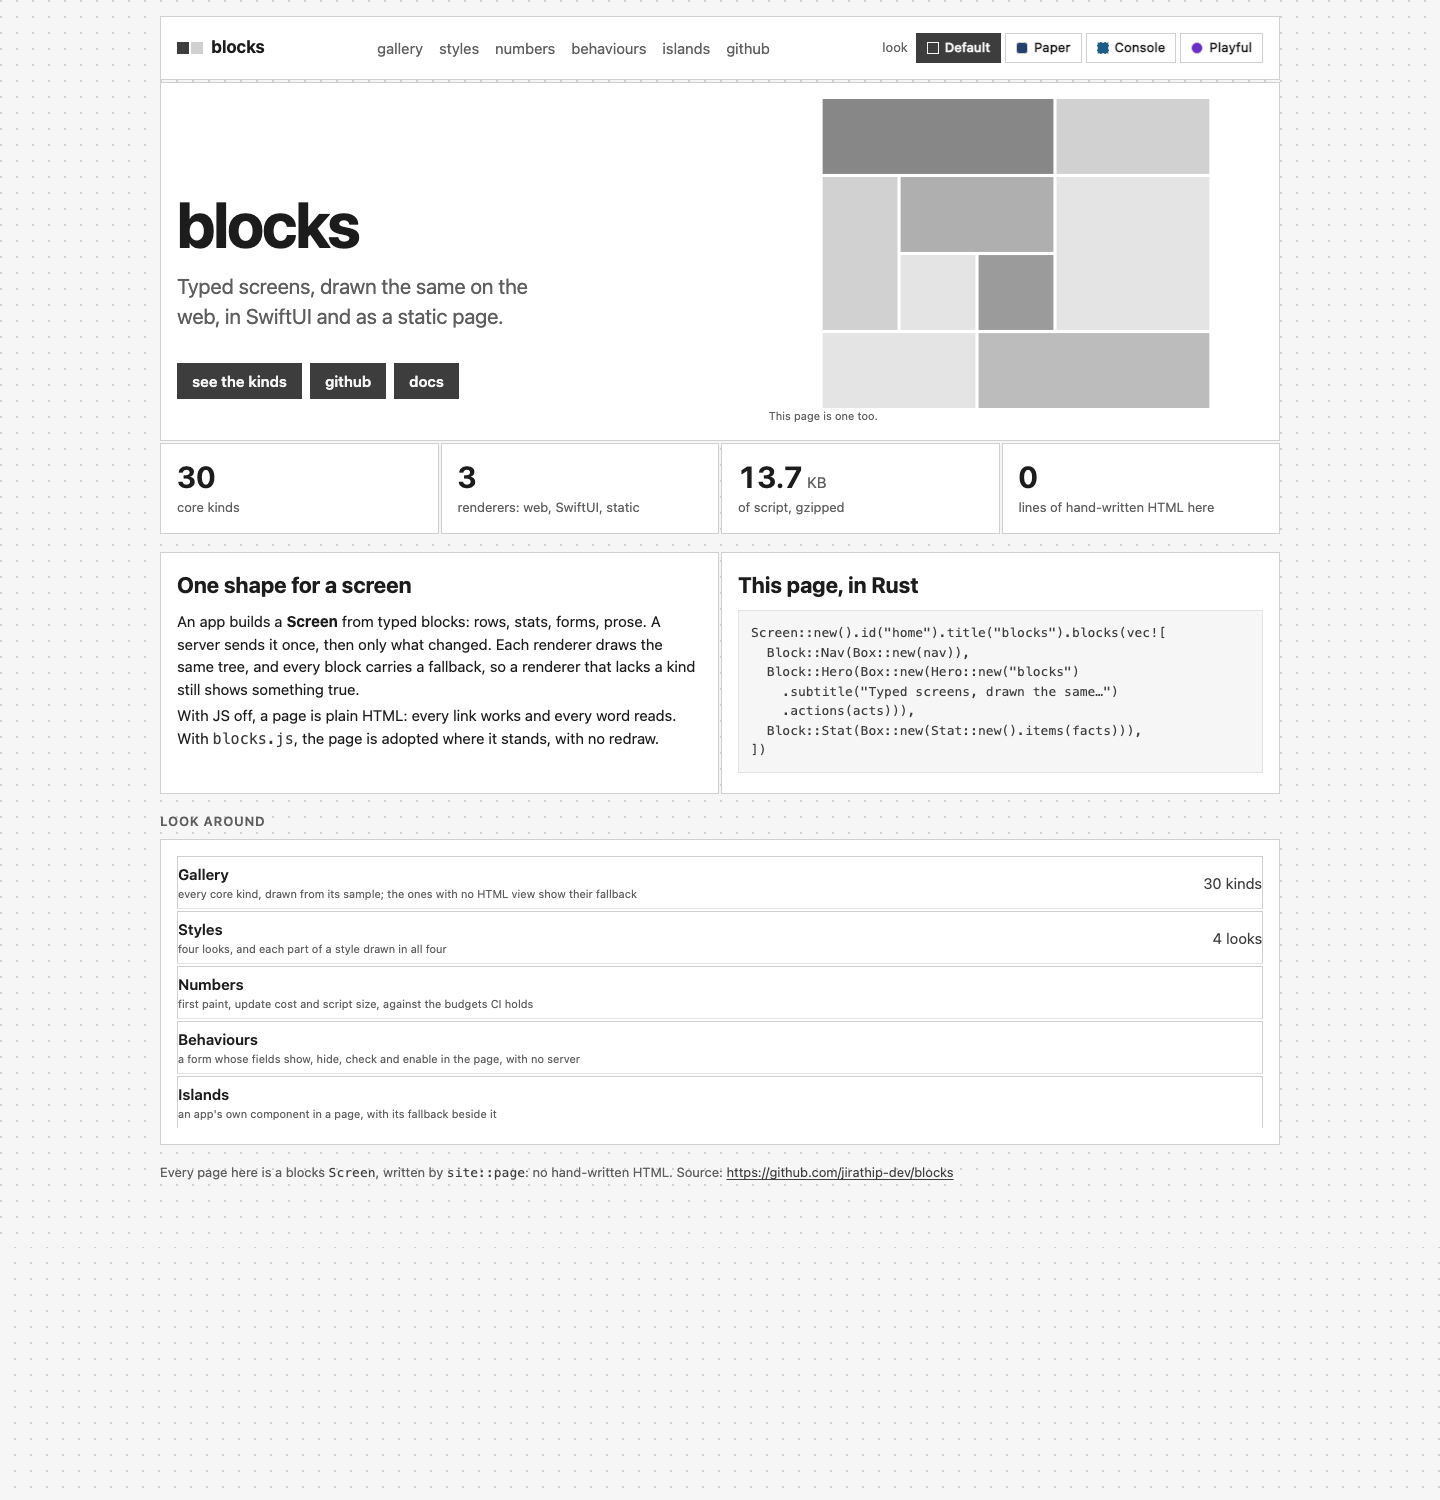 blocks
gallery styles numbers behaviours islands github
look Default Paper Console Playful
blocks
Typed screens, drawn the same on the
web, in SwiftUI and as a static page.
see the kinds github docs
This page is one too.
30
core kinds
3
renderers: web, SwiftUI, static
13.7 KB
of script, gzipped
0
lines of hand-written HTML here
One shape for a screen
An app builds a Screen from typed blocks: rows, stats, forms, prose. A
server sends it once, then only what changed. Each renderer draws the
same tree, and every block carries a fallback, so a renderer that lacks a kind
still shows something true.
With JS off, a page is plain HTML: every link works and every word reads.
With blocks.js, the page is adopted where it stands, with no redraw.
This page, in Rust
Screen::new().id("home").title("blocks").blocks(vec![
  Block::Nav(Box::new(nav)),
  Block::Hero(Box::new(Hero::new("blocks")
    .subtitle("Typed screens, drawn the same…")
    .actions(acts))),
  Block::Stat(Box::new(Stat::new().items(facts))),
])
LOOK AROUND
Gallery
every core kind, drawn from its sample; the ones with no HTML view show their fallback
30 kinds
Styles
four looks, and each part of a style drawn in all four
4 looks
Numbers
first paint, update cost and script size, against the budgets CI holds
Behaviours
a form whose fields show, hide, check and enable in the page, with no server
Islands
an app's own component in a page, with its fallback beside it
Every page here is a blocks Screen, written by site::page: no hand-written HTML. Source: https://github.com/jirathip-dev/blocks